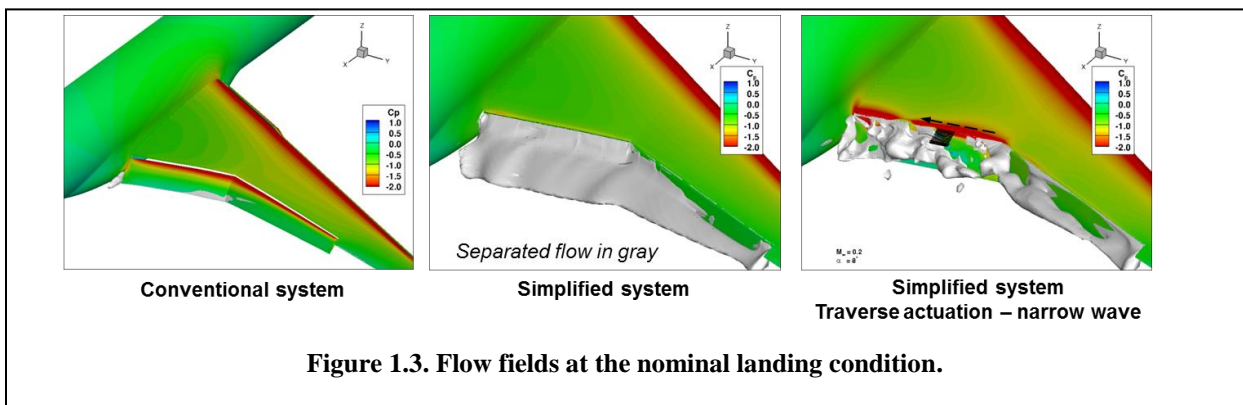 Z
X
Y
Cp
1.0
0.5
0.0
-0.5
-1.0
-1.5
-2.0
Conventional system
Z
X
Y
Cp
1.0
0.5
0.0
-0.5
-1.0
-1.5
-2.0
Separated flow in gray
Simplified system
Z
X
Y
Cp
1.0
0.5
0.0
-0.5
-1.0
-1.5
-2.0
M∞ = 0.2
α = 8°
Simplified system
Traverse actuation – narrow wave
Figure 1.3. Flow fields at the nominal landing condition.